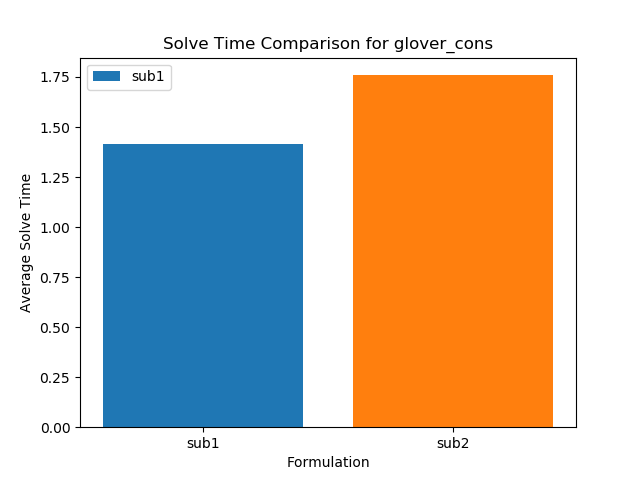 Solve Time Comparison for glover_cons
sub1
1.75
1.50
1.25
1.00
0.75
0.50
0.25
0.00
Average Solve Time
sub1 sub2
Formulation